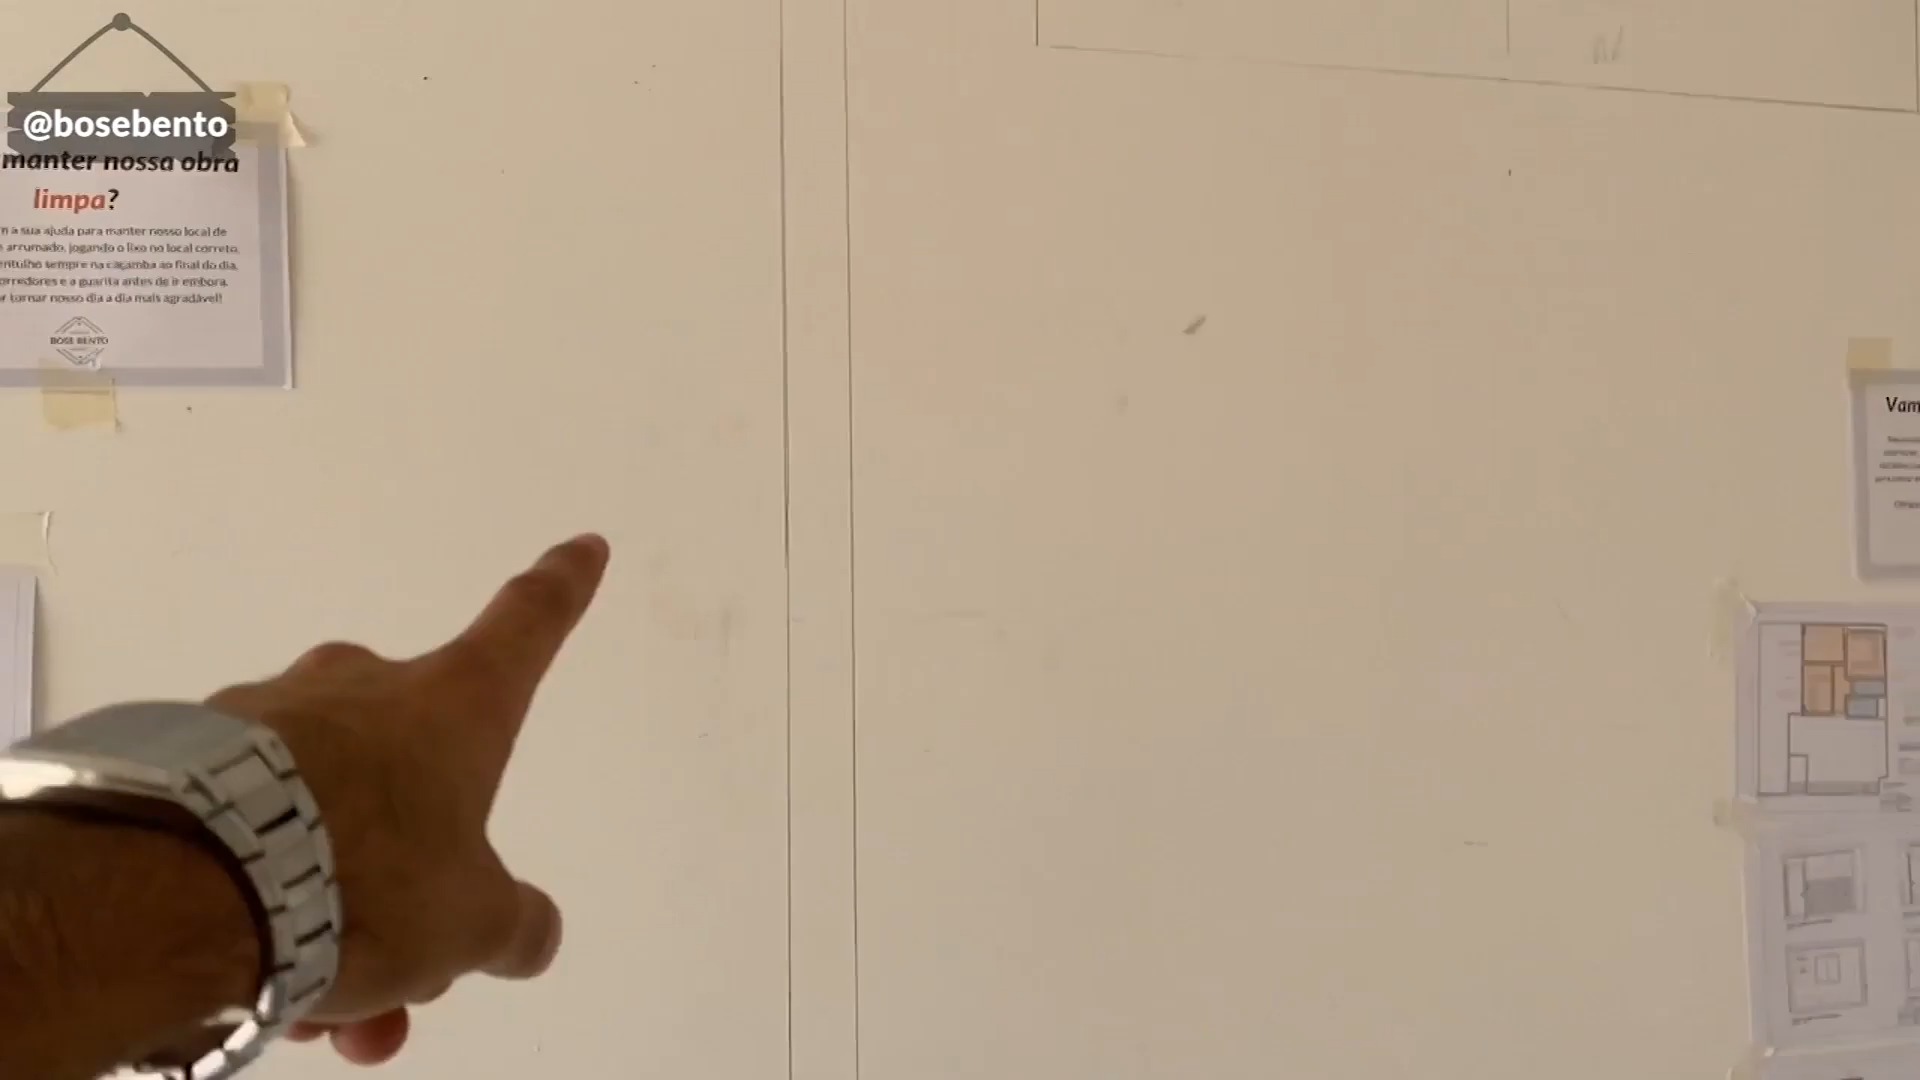 @bosebento
manter nossa obra
limpa?
a sua ajuda para manter nosso local de
arrumado, jogando o lixo no local correto,
sempre na caçamba ao final do dia,
e a guarita antes de ir embora.
tornar nosso dia a dia mais agradável!
BOSE BENTO
Vam